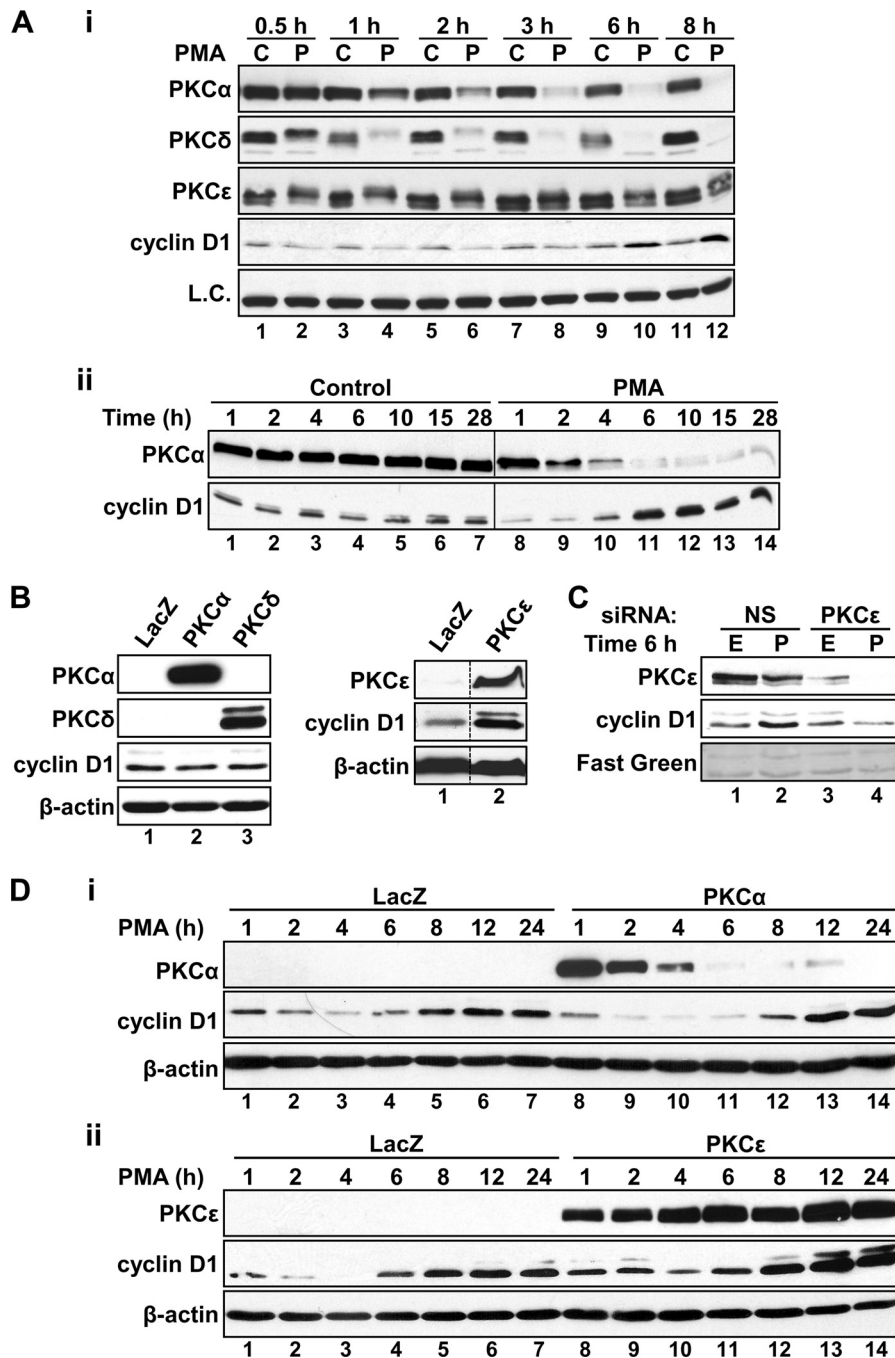 A i
0.5 h 1 h 2 h 3 h 6 h 8 h
PMA C P C P C P C P C P C P
PKCα
PKCδ
PKCε
cyclin D1
L.C.
1 2 3 4 5 6 7 8 9 10 11 12
ii
Control PMA
Time (h) 1 2 4 6 10 15 28 1 2 4 6 10 15 28
PKCα
cyclin D1
1 2 3 4 5 6 7 8 9 10 11 12 13 14
B
LacZ PKCα PKCδ
PKCα
PKCδ
cyclin D1
β-actin
1 2 3
LacZ PKCε
PKCε
cyclin D1
β-actin
1 2
C
siRNA: NS PKCε
Time 6 h E P E P
PKCε
cyclin D1
Fast Green
1 2 3 4
D i
LacZ PKCα
PMA (h) 1 2 4 6 8 12 24 1 2 4 6 8 12 24
PKCα
cyclin D1
β-actin
1 2 3 4 5 6 7 8 9 10 11 12 13 14
ii
LacZ PKCε
PMA (h) 1 2 4 6 8 12 24 1 2 4 6 8 12 24
PKCε
cyclin D1
β-actin
1 2 3 4 5 6 7 8 9 10 11 12 13 14